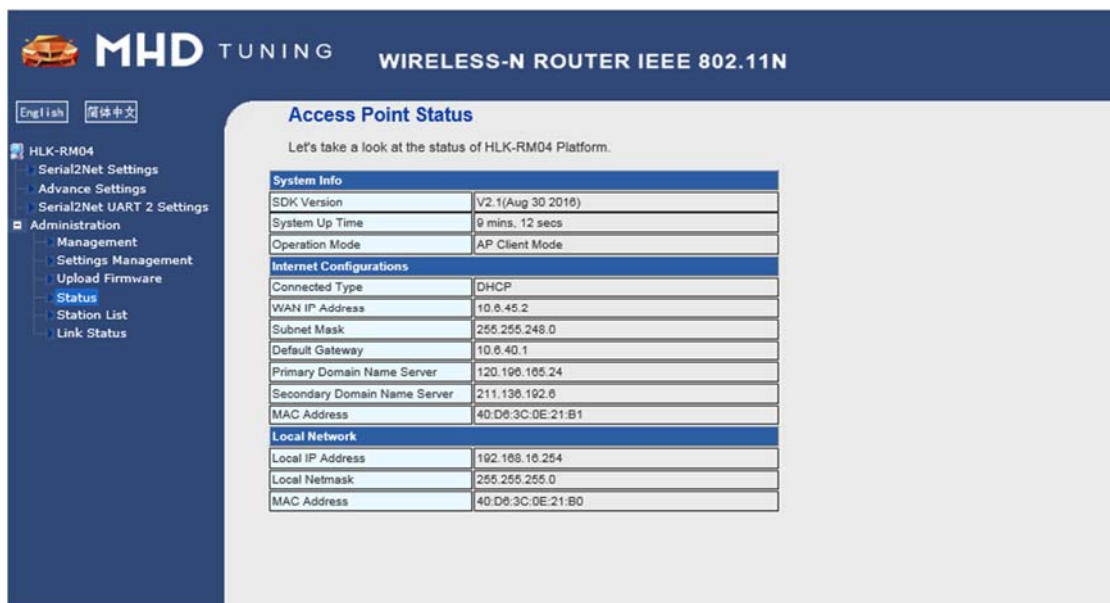 MHD TUNING
WIRELESS-N ROUTER IEEE 802.11N
English 简体中文
HLK-RM04
Serial2Net Settings
Advance Settings
Serial2Net UART 2 Settings
Administration
Management
Settings Management
Upload Firmware
Status
Station List
Link Status
Access Point Status
Let's take a look at the status of HLK-RM04 Platform.
System Info
SDK Version V2.1(Aug 30 2016)
System Up Time 9 mins, 12 secs
Operation Mode AP Client Mode
Internet Configurations
Connected Type DHCP
WAN IP Address 10.6.45.2
Subnet Mask 255.255.248.0
Default Gateway 10.6.40.1
Primary Domain Name Server 120.196.165.24
Secondary Domain Name Server 211.136.192.6
MAC Address 40:D6:3C:0E:21:B1
Local Network
Local IP Address 192.168.16.254
Local Netmask 255.255.255.0
MAC Address 40:D6:3C:0E:21:B0